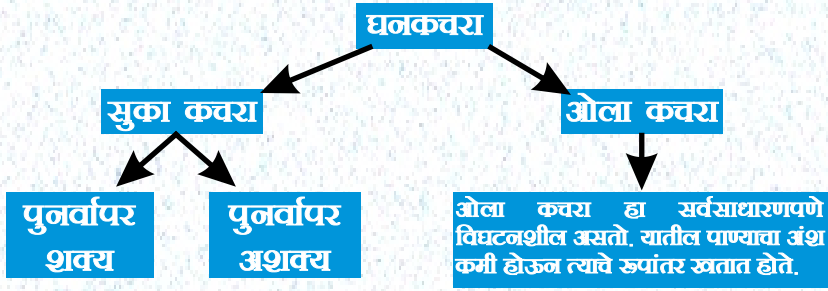 घनकचरा
सुका कचरा
ओला कचरा
पुनर्वापर
शक्य
पुनर्वापर
अशक्य
ओला कचरा हा सर्वसाधारणपणे
विघटनशील असतो. यातील पाण्याचा अंश
कमी होऊन त्याचे रूपांतर खतात होते.